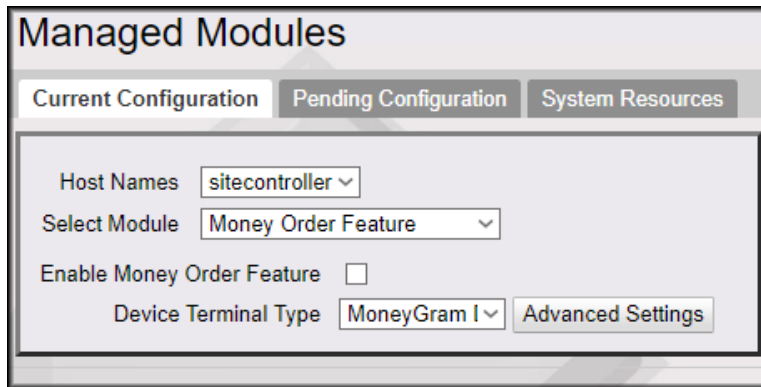 Managed Modules
Current Configuration Pending Configuration System Resources
Host Names sitecontroller
Select Module Money Order Feature
Enable Money Order Feature
Device Terminal Type MoneyGram Advanced Settings